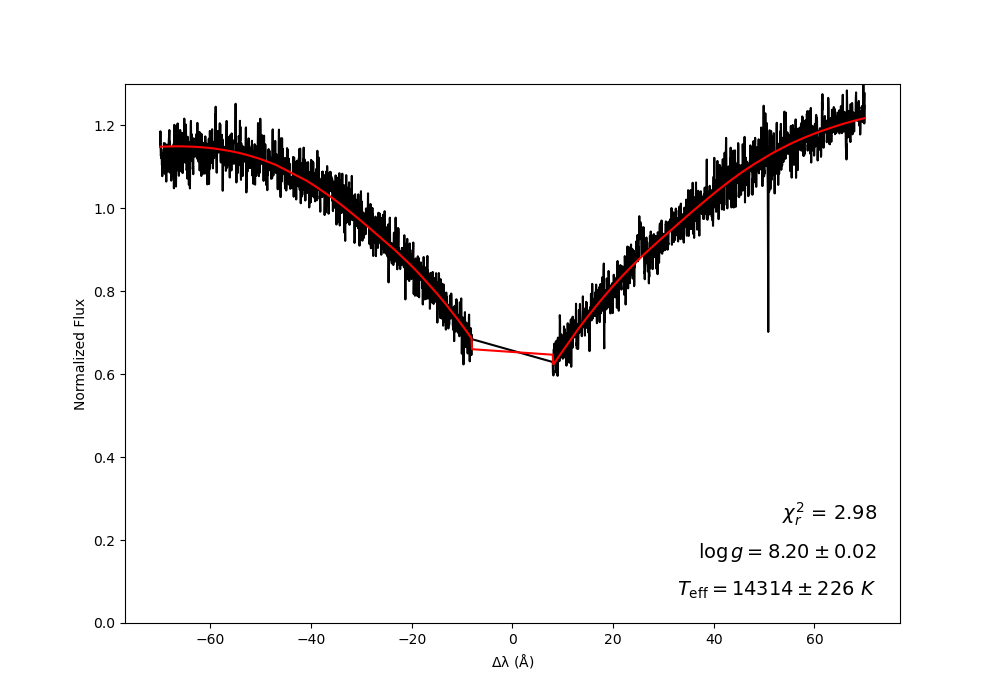 1.2
1.0
0.8
0.6
0.4
0.2
0.0
Normalized Flux
χ²ᵣ = 2.98
log g = 8.20 ± 0.02
T_eff = 14314 ± 226 K
−60 −40 −20 0 20 40 60
Δλ (Å)